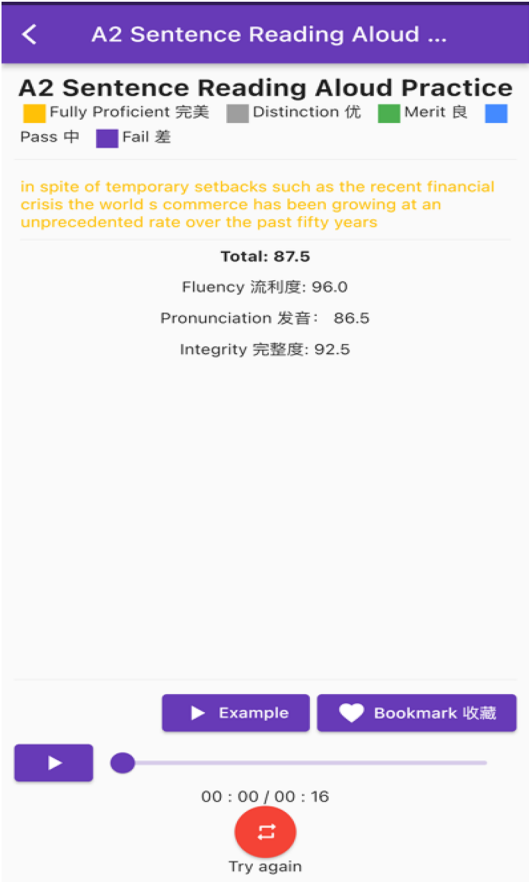 A2 Sentence Reading Aloud ...
A2 Sentence Reading Aloud Practice
Fully Proficient 完美 Distinction 优 Merit 良
Pass 中 Fail 差
in spite of temporary setbacks such as the recent financial
crisis the world s commerce has been growing at an
unprecedented rate over the past fifty years
Total: 87.5
Fluency 流利度: 96.0
Pronunciation 发音： 86.5
Integrity 完整度: 92.5
Example
Bookmark 收藏
00 : 00 / 00 : 16
Try again